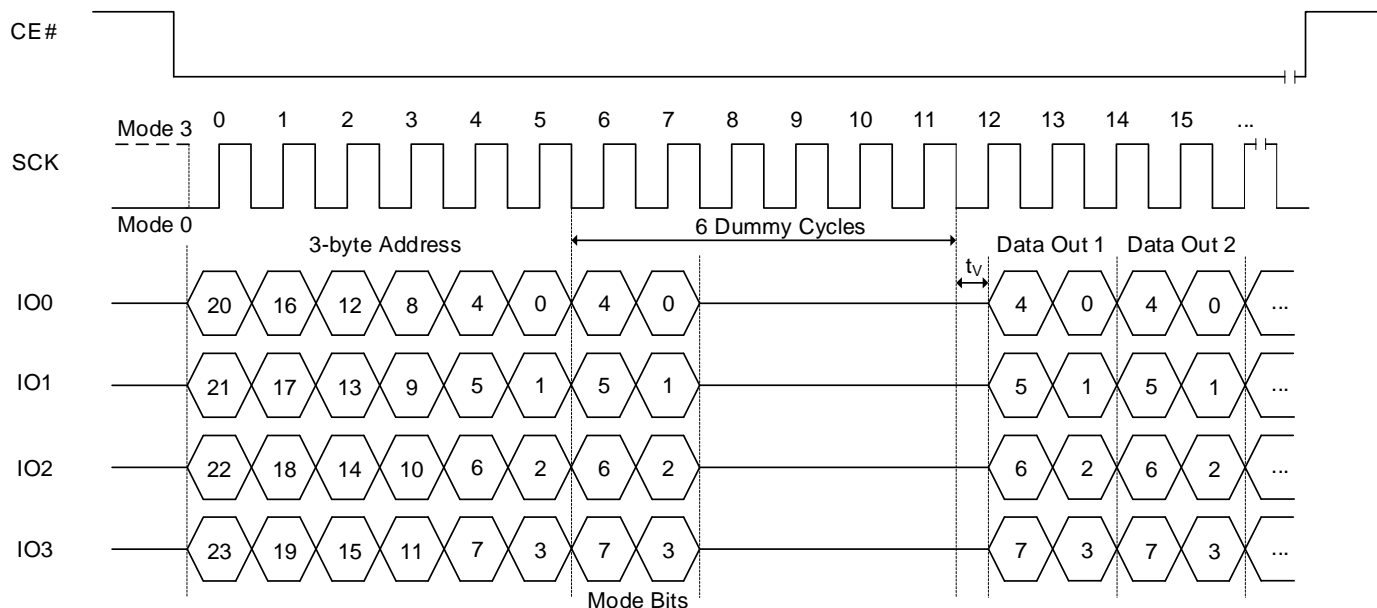 CE#
0 1 2 3 4 5 6 7 8 9 10 11 12 13 14 15 ...
Mode 3
SCK
Mode 0
3-byte Address
6 Dummy Cycles
Data Out 1 Data Out 2
tV
IO0 20 16 12 8 4 0 4 0 4 0 4 0 ...
IO1 21 17 13 9 5 1 5 1 5 1 5 1 ...
IO2 22 18 14 10 6 2 6 2 6 2 6 2 ...
IO3 23 19 15 11 7 3 7 3 7 3 7 3 ...
Mode Bits